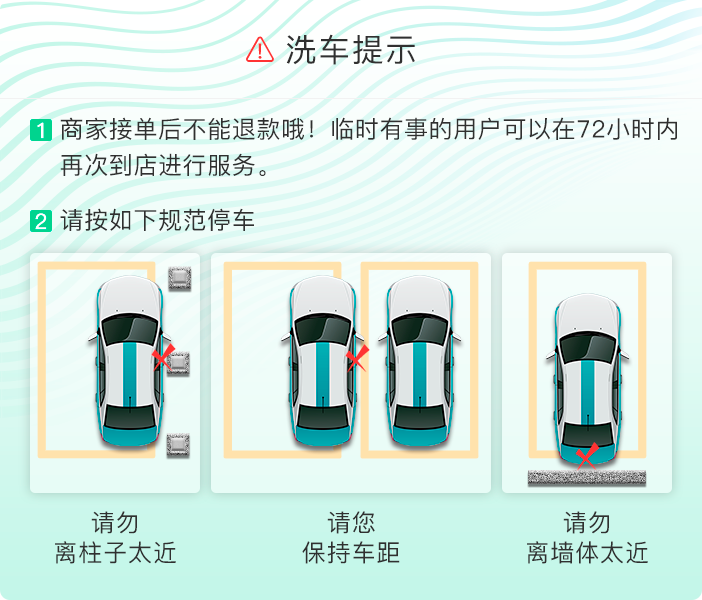 洗车提示
1 商家接单后不能退款哦！临时有事的用户可以在72小时内
再次到店进行服务。
2 请按如下规范停车
请勿
离柱子太近
请您
保持车距
请勿
离墙体太近